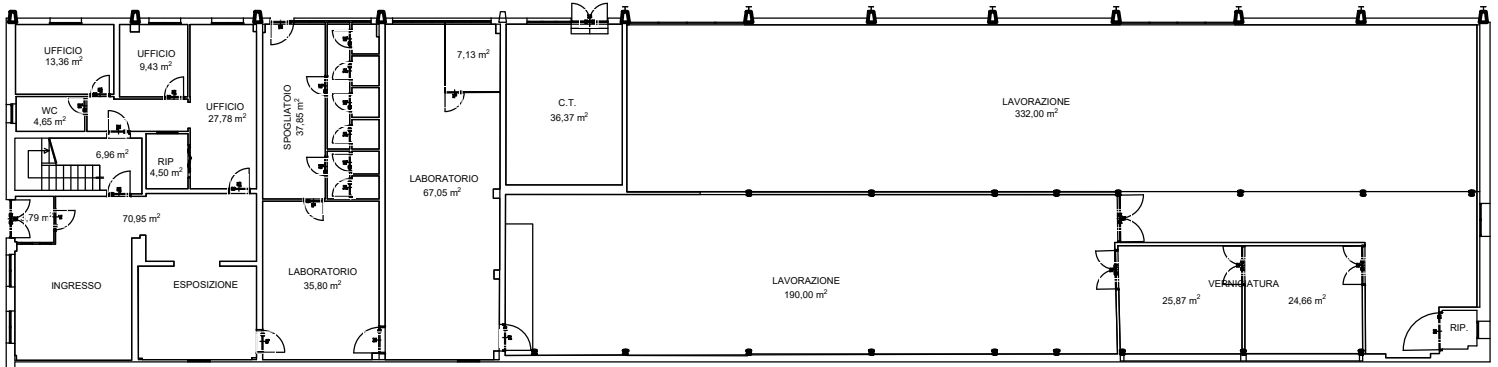 UFFICIO
13,36 m²
UFFICIO
9,43 m²
7,13 m²
WC
4,65 m²
UFFICIO
27,78 m²
SPOGLIATOIO
37,85 m²
C.T.
36,37 m²
LAVORAZIONE
332,00 m²
6,96 m²
RIP
4,50 m²
LABORATORIO
67,05 m²
,79 m
70,95 m²
INGRESSO
ESPOSIZIONE
LABORATORIO
35,80 m²
LAVORAZIONE
190,00 m²
VERNICIATURA
25,87 m²
24,66 m²
RIP.